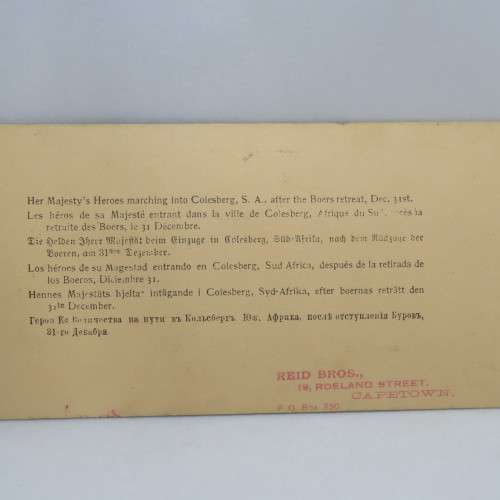 Her Majesty's Heroes marching into Colesberg, S. A., after the Boers retreat, Dec. 31st.
Les héros de sa Majesté entrant dans la ville de Colesberg, Afrique du Sud, après la
retraite des Boers, le 31 Décembre.
Die Helden Ihrer Majestät beim Einzuge in Colesberg, Süd-Afrika, nach dem Rückzuge der
Boeren, am 31ten Dezember.
Los héroes de su Magestad entrando en Colesberg, Sud Africa, después de la retirada de
los Boeros, Diciembre 31.
Hennes Majestäts hjeltar intågande i Colesberg, Syd-Afrika, efter boernas reträtt den
31te December.
Герои Ея Величества на пути въ Кольсбергъ Юж. Африка, послѣ отступленія Буровъ,
31-го Декабря.
REID BROS.,
19, ROELAND STREET,
CAPETOWN.
P.O. Box 350